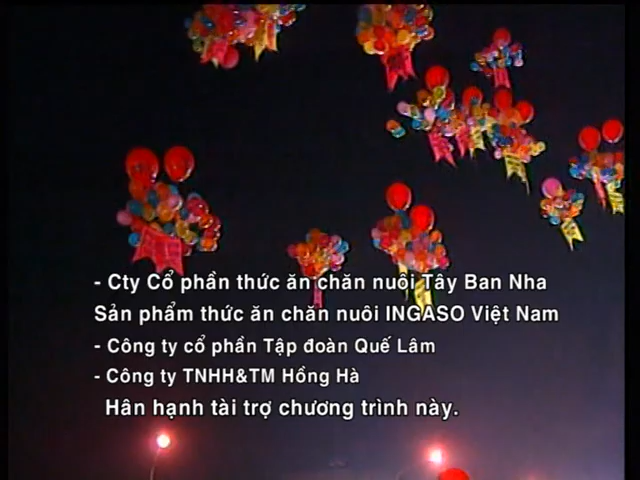 - Cty Cổ phần thức ăn chăn nuôi Tây Ban Nha
Sản phẩm thức ăn chăn nuôi INGASO Việt Nam
- Công ty cổ phần Tập đoàn Quế Lâm
- Công ty TNHH&TM Hồng Hà
Hân hạnh tài trợ chương trình này.